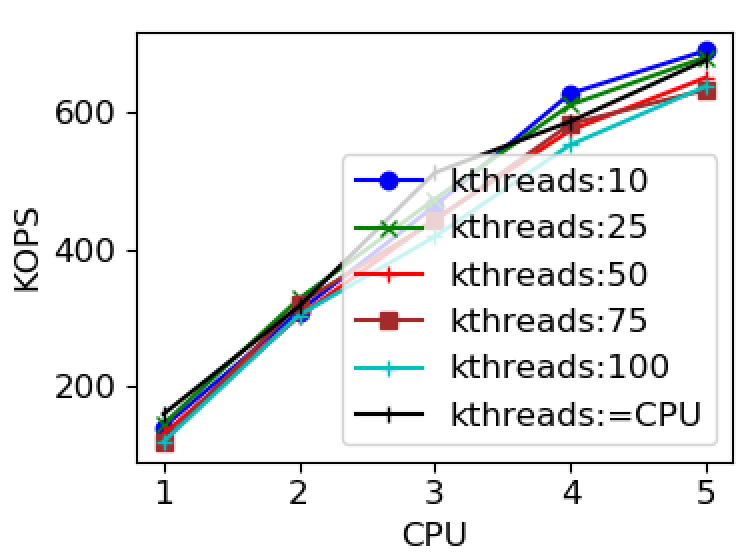 600
400
200
KOPS
kthreads:10
kthreads:25
kthreads:50
kthreads:75
kthreads:100
kthreads:=CPU
1 2 3 4 5
CPU